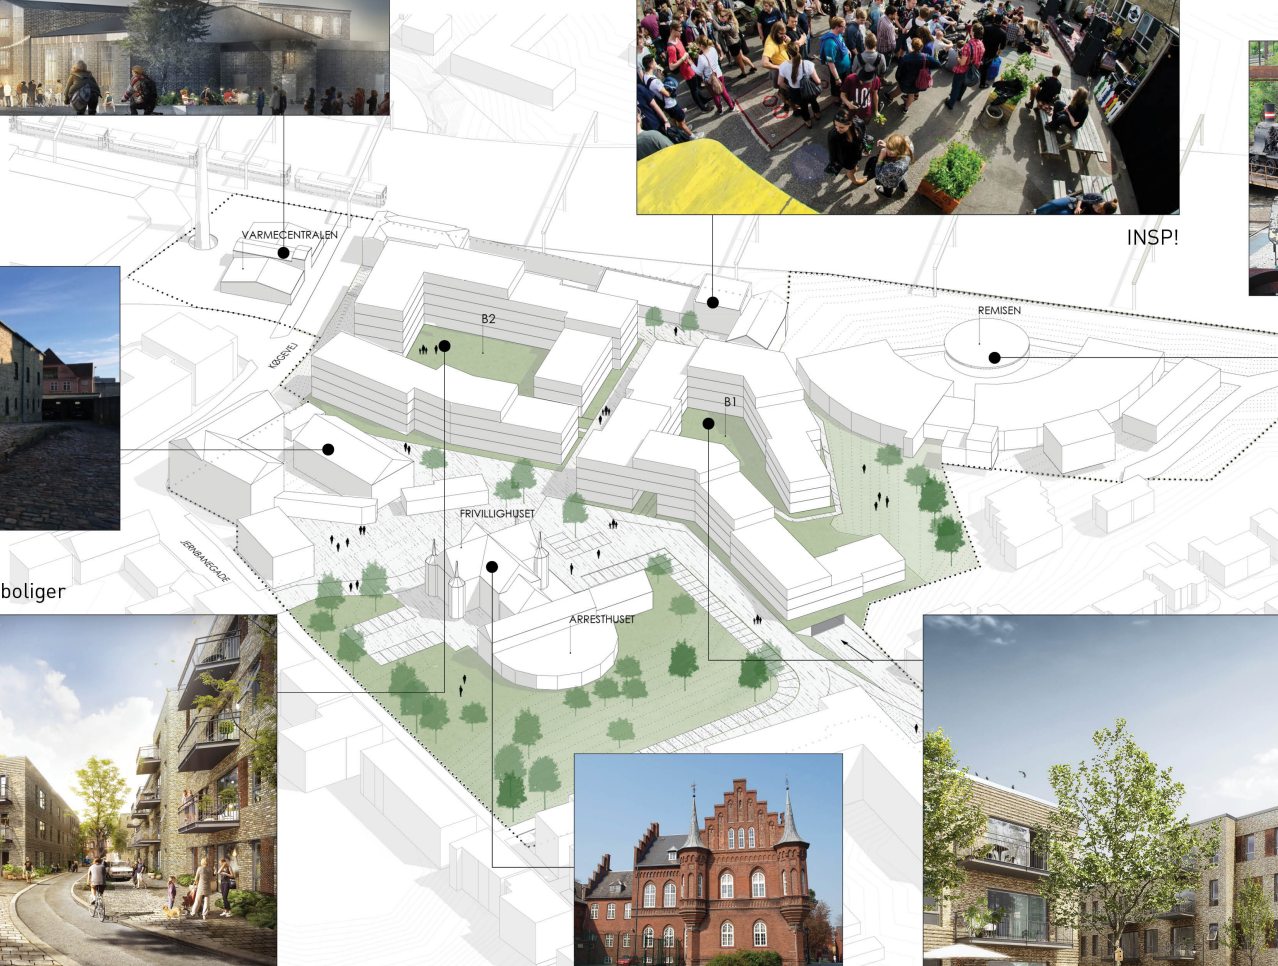 VARMECENTRALEN
INSP!
REMISEN
B2
KØGEVEJ
B1
FRIVILLIGHUSET
JERNBANEGADE
boliger
ARRESTHUSET